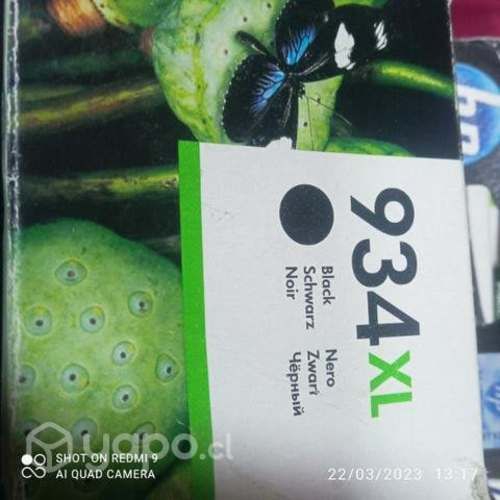 934XL
Black Nero
Schwarz Zwart
Noir Чёрный
hp
yapo.cl
SHOT ON REDMI 9
AI QUAD CAMERA
22/03/2023 13:17